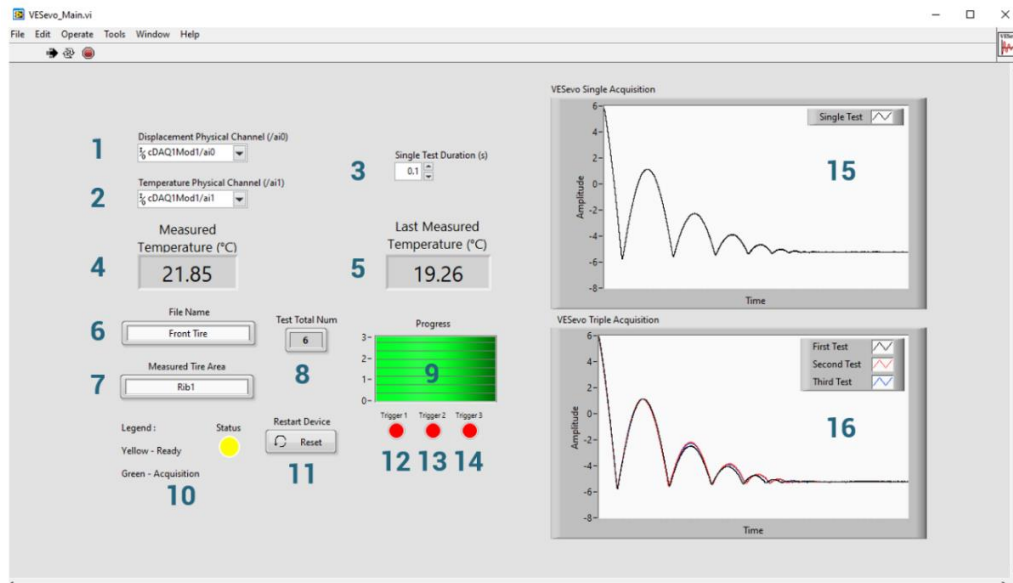 VESevo_Main.vi
File Edit Operate Tools Window Help
VESevo Single Acquisition
6
4
2
0
-2
-4
-6
-8
Amplitude
Time
Single Test
15
1
Displacement Physical Channel (/ai0)
cDAQ1Mod1/ai0
2
Temperature Physical Channel (/ai1)
cDAQ1Mod1/ai1
3
Single Test Duration (s)
0.1
4
Measured
Temperature (°C)
21.85
5
Last Measured
Temperature (°C)
19.26
6
File Name
Front Tire
7
Measured Tire Area
Rib1
Test Total Num
6
8
Progress
3
2
1
0
9
Trigger 1 Trigger 2 Trigger 3
12 13 14
Legend : Status
Yellow - Ready
Green - Acquisition
10
Restart Device
Reset
11
VESevo Triple Acquisition
6
4
2
0
-2
-4
-6
-8
Amplitude
Time
First Test
Second Test
Third Test
16